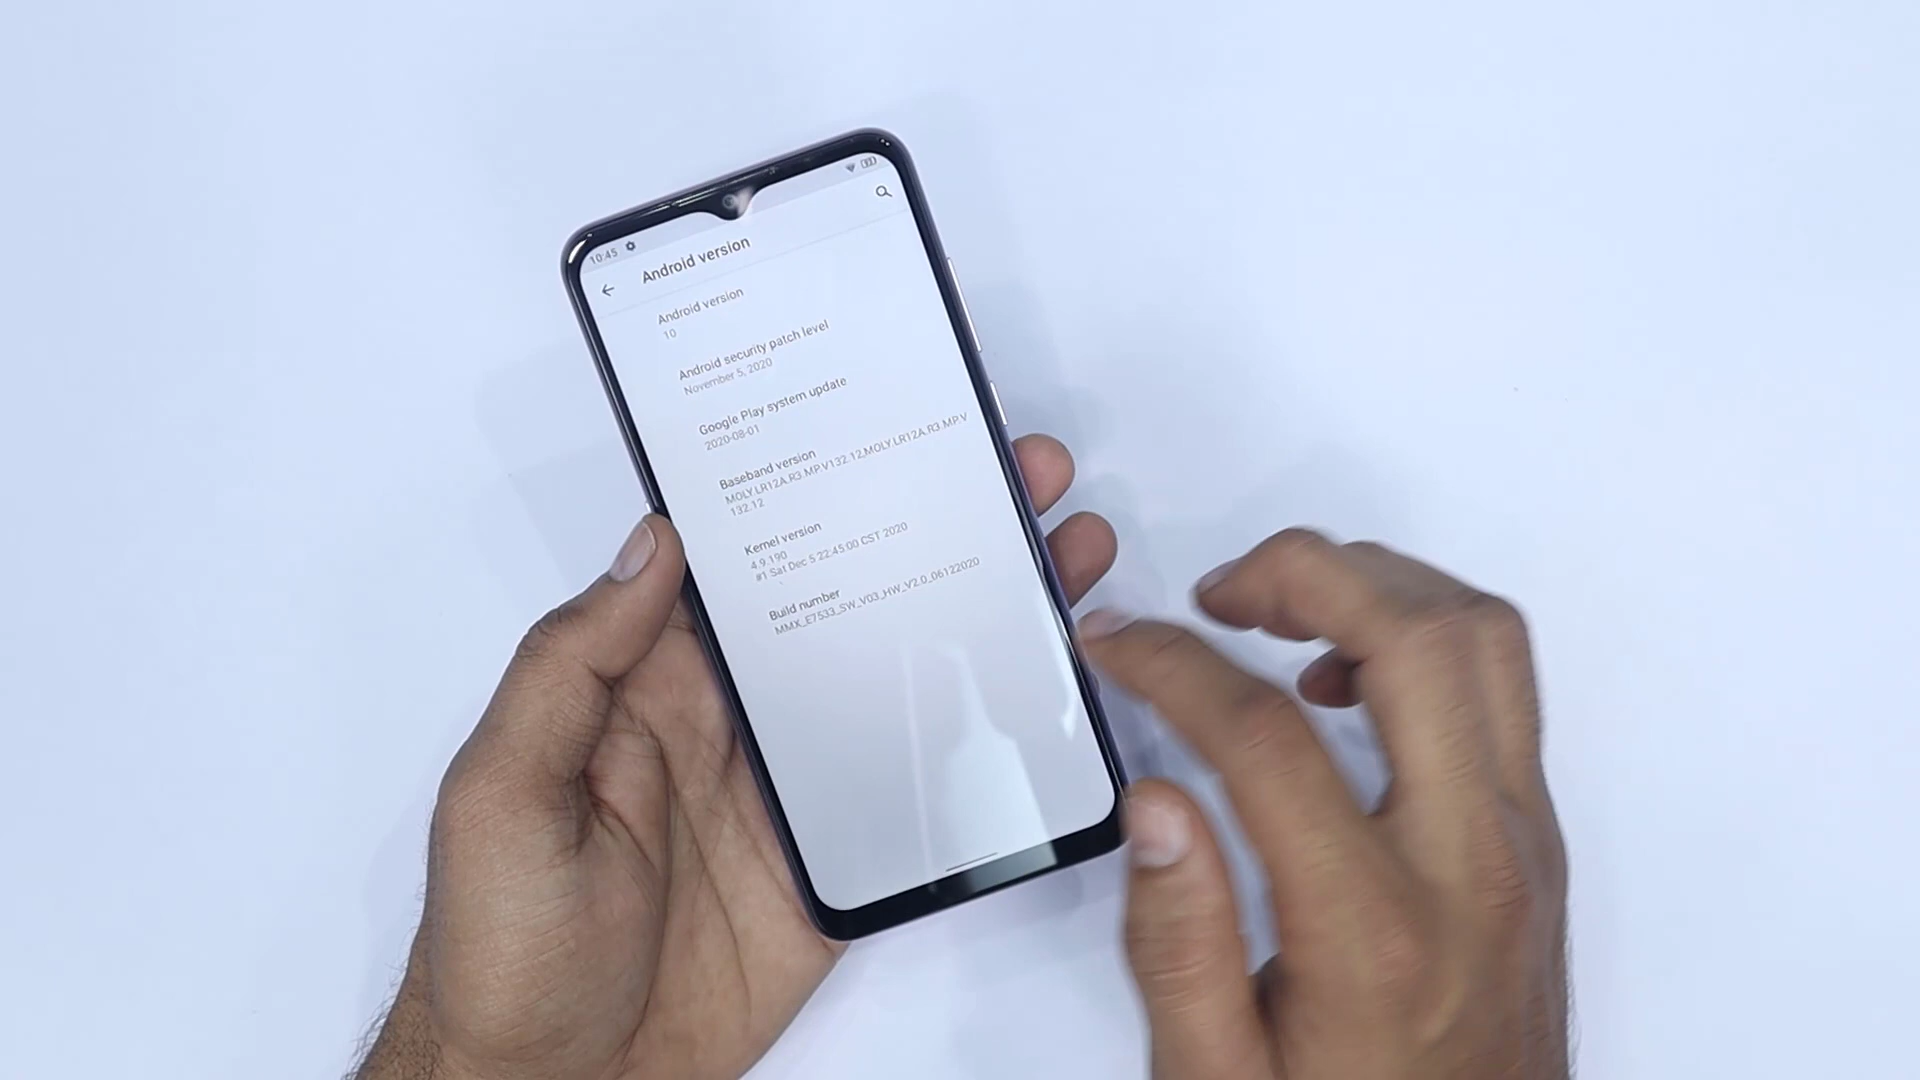 10:45
Android version
Android version
10
Android security patch level
November 5, 2020
Google Play system update
2020-08-01
Baseband version
MOLY.LR12A.R3.MP.V132.12,MOLY.LR12A.R3.MP.V
132.12
Kernel version
4.9.190
#1 Sat Dec 5 22:45:00 CST 2020
Build number
MMX_E7533_SW_V03_HW_V2.0_06122020